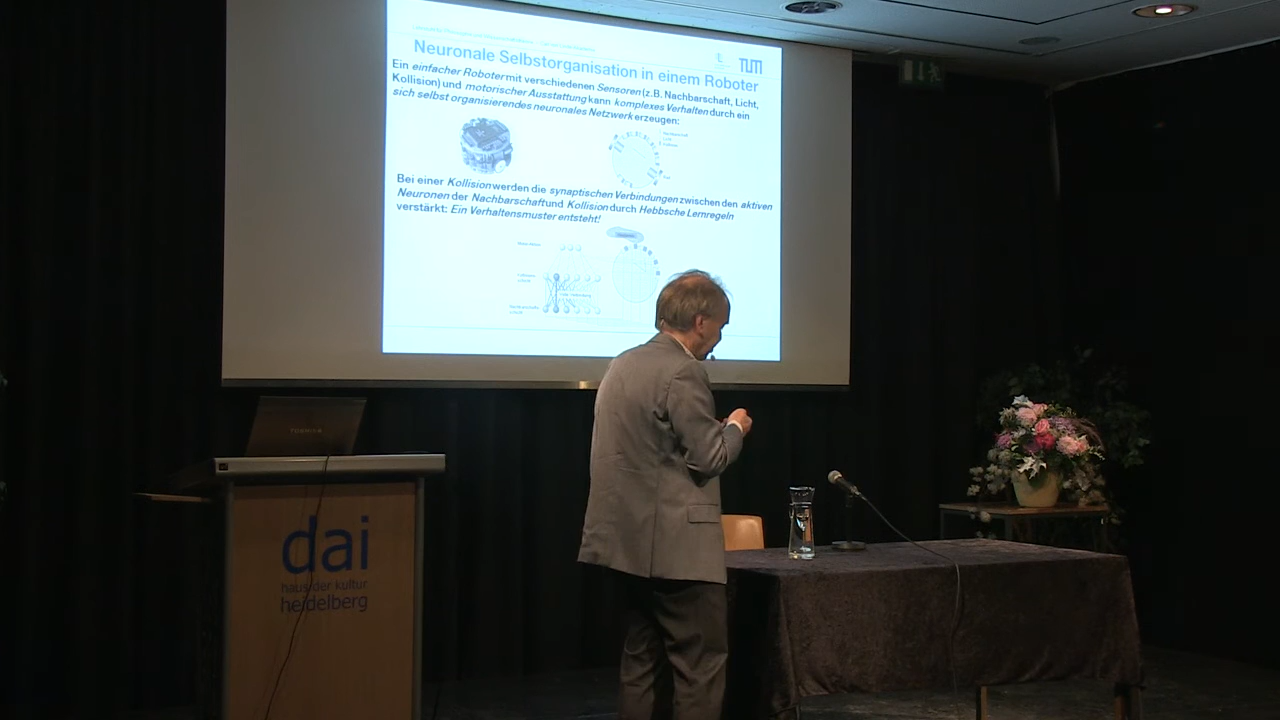 TUM
Neuronale Selbstorganisation in einem Roboter
Ein einfacher Roboter mit verschiedenen Sensoren (z.B. Nachbarschaft, Licht,
Kollision) und motorischer Ausstattung kann komplexes Verhalten durch ein
sich selbst organisierendes neuronales Netzwerk erzeugen:
Bei einer Kollision werden die synaptischen Verbindungen zwischen den aktiven
Neuronen der Nachbarschaft und Kollision durch Hebbsche Lernregeln
verstärkt: Ein Verhaltensmuster entsteht!
TOSHIBA
dai
haus der kultur
heidelberg